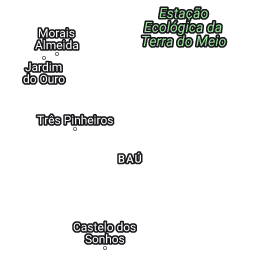 Estação
Ecológica da
Terra do Meio
Morais
Almeida
Jardim
do Ouro
Três Pinheiros
BAÚ
Castelo dos
Sonhos